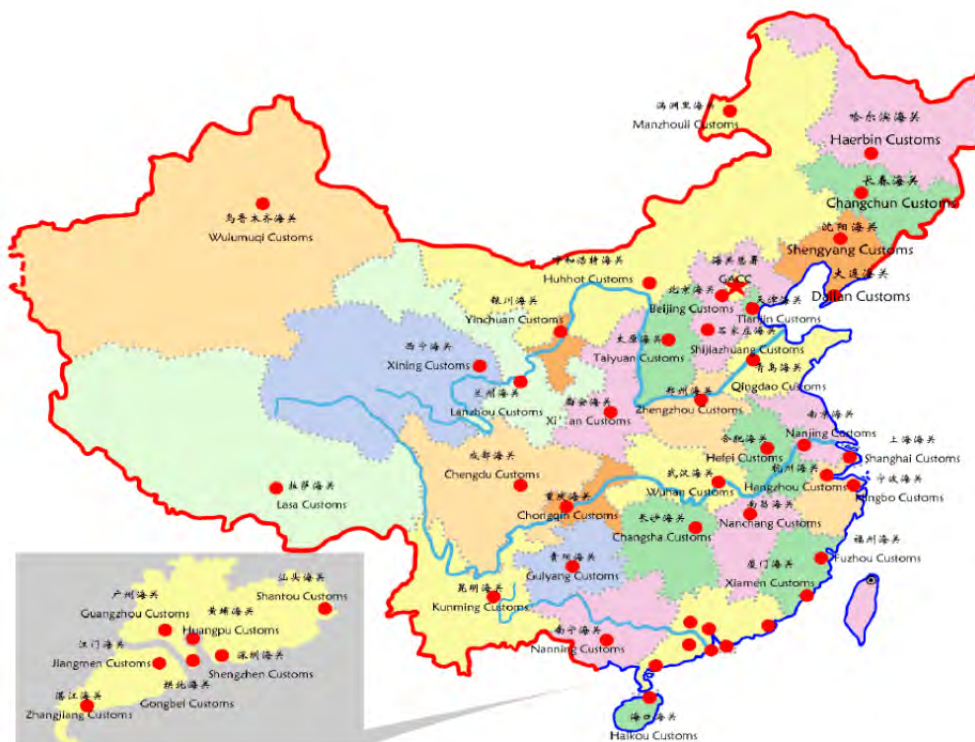 满洲里海关
Manzhouli Customs
哈尔滨海关
Haerbin Customs
长春海关
Changchun Customs
沈阳海关
Shengyang Customs
大连海关
Dalian Customs
乌鲁木齐海关
Wulumuqi Customs
呼和浩特海关
Huhhot Customs
海关总署
GACC
北京海关
Beijing Customs
天津海关
Tianjin Customs
银川海关
Yinchuan Customs
太原海关
Taiyuan Customs
石家庄海关
Shijiazhuang Customs
西宁海关
Xining Customs
青岛海关
Qingdao Customs
兰州海关
Lanzhou Customs
西安海关
Xi'an Customs
郑州海关
Zhengzhou Customs
南京海关
Nanjing Customs
合肥海关
Hefei Customs
上海海关
Shanghai Customs
成都海关
Chengdu Customs
武汉海关
Wuhan Customs
杭州海关
Hangzhou Customs
宁波海关
Ningbo Customs
拉萨海关
Lasa Customs
重庆海关
Chongqin Customs
南昌海关
Nanchang Customs
长沙海关
Changsha Customs
福州海关
Fuzhou Customs
贵阳海关
Guiyang Customs
厦门海关
Xiamen Customs
昆明海关
Kunming Customs
南宁海关
Nanning Customs
海口海关
Haikou Customs
汕头海关
Shantou Customs
广州海关
Guangzhou Customs
黄埔海关
Huangpu Customs
江门海关
Jiangmen Customs
深圳海关
Shengzhen Customs
拱北海关
Gongbei Customs
湛江海关
Zhangjiang Customs